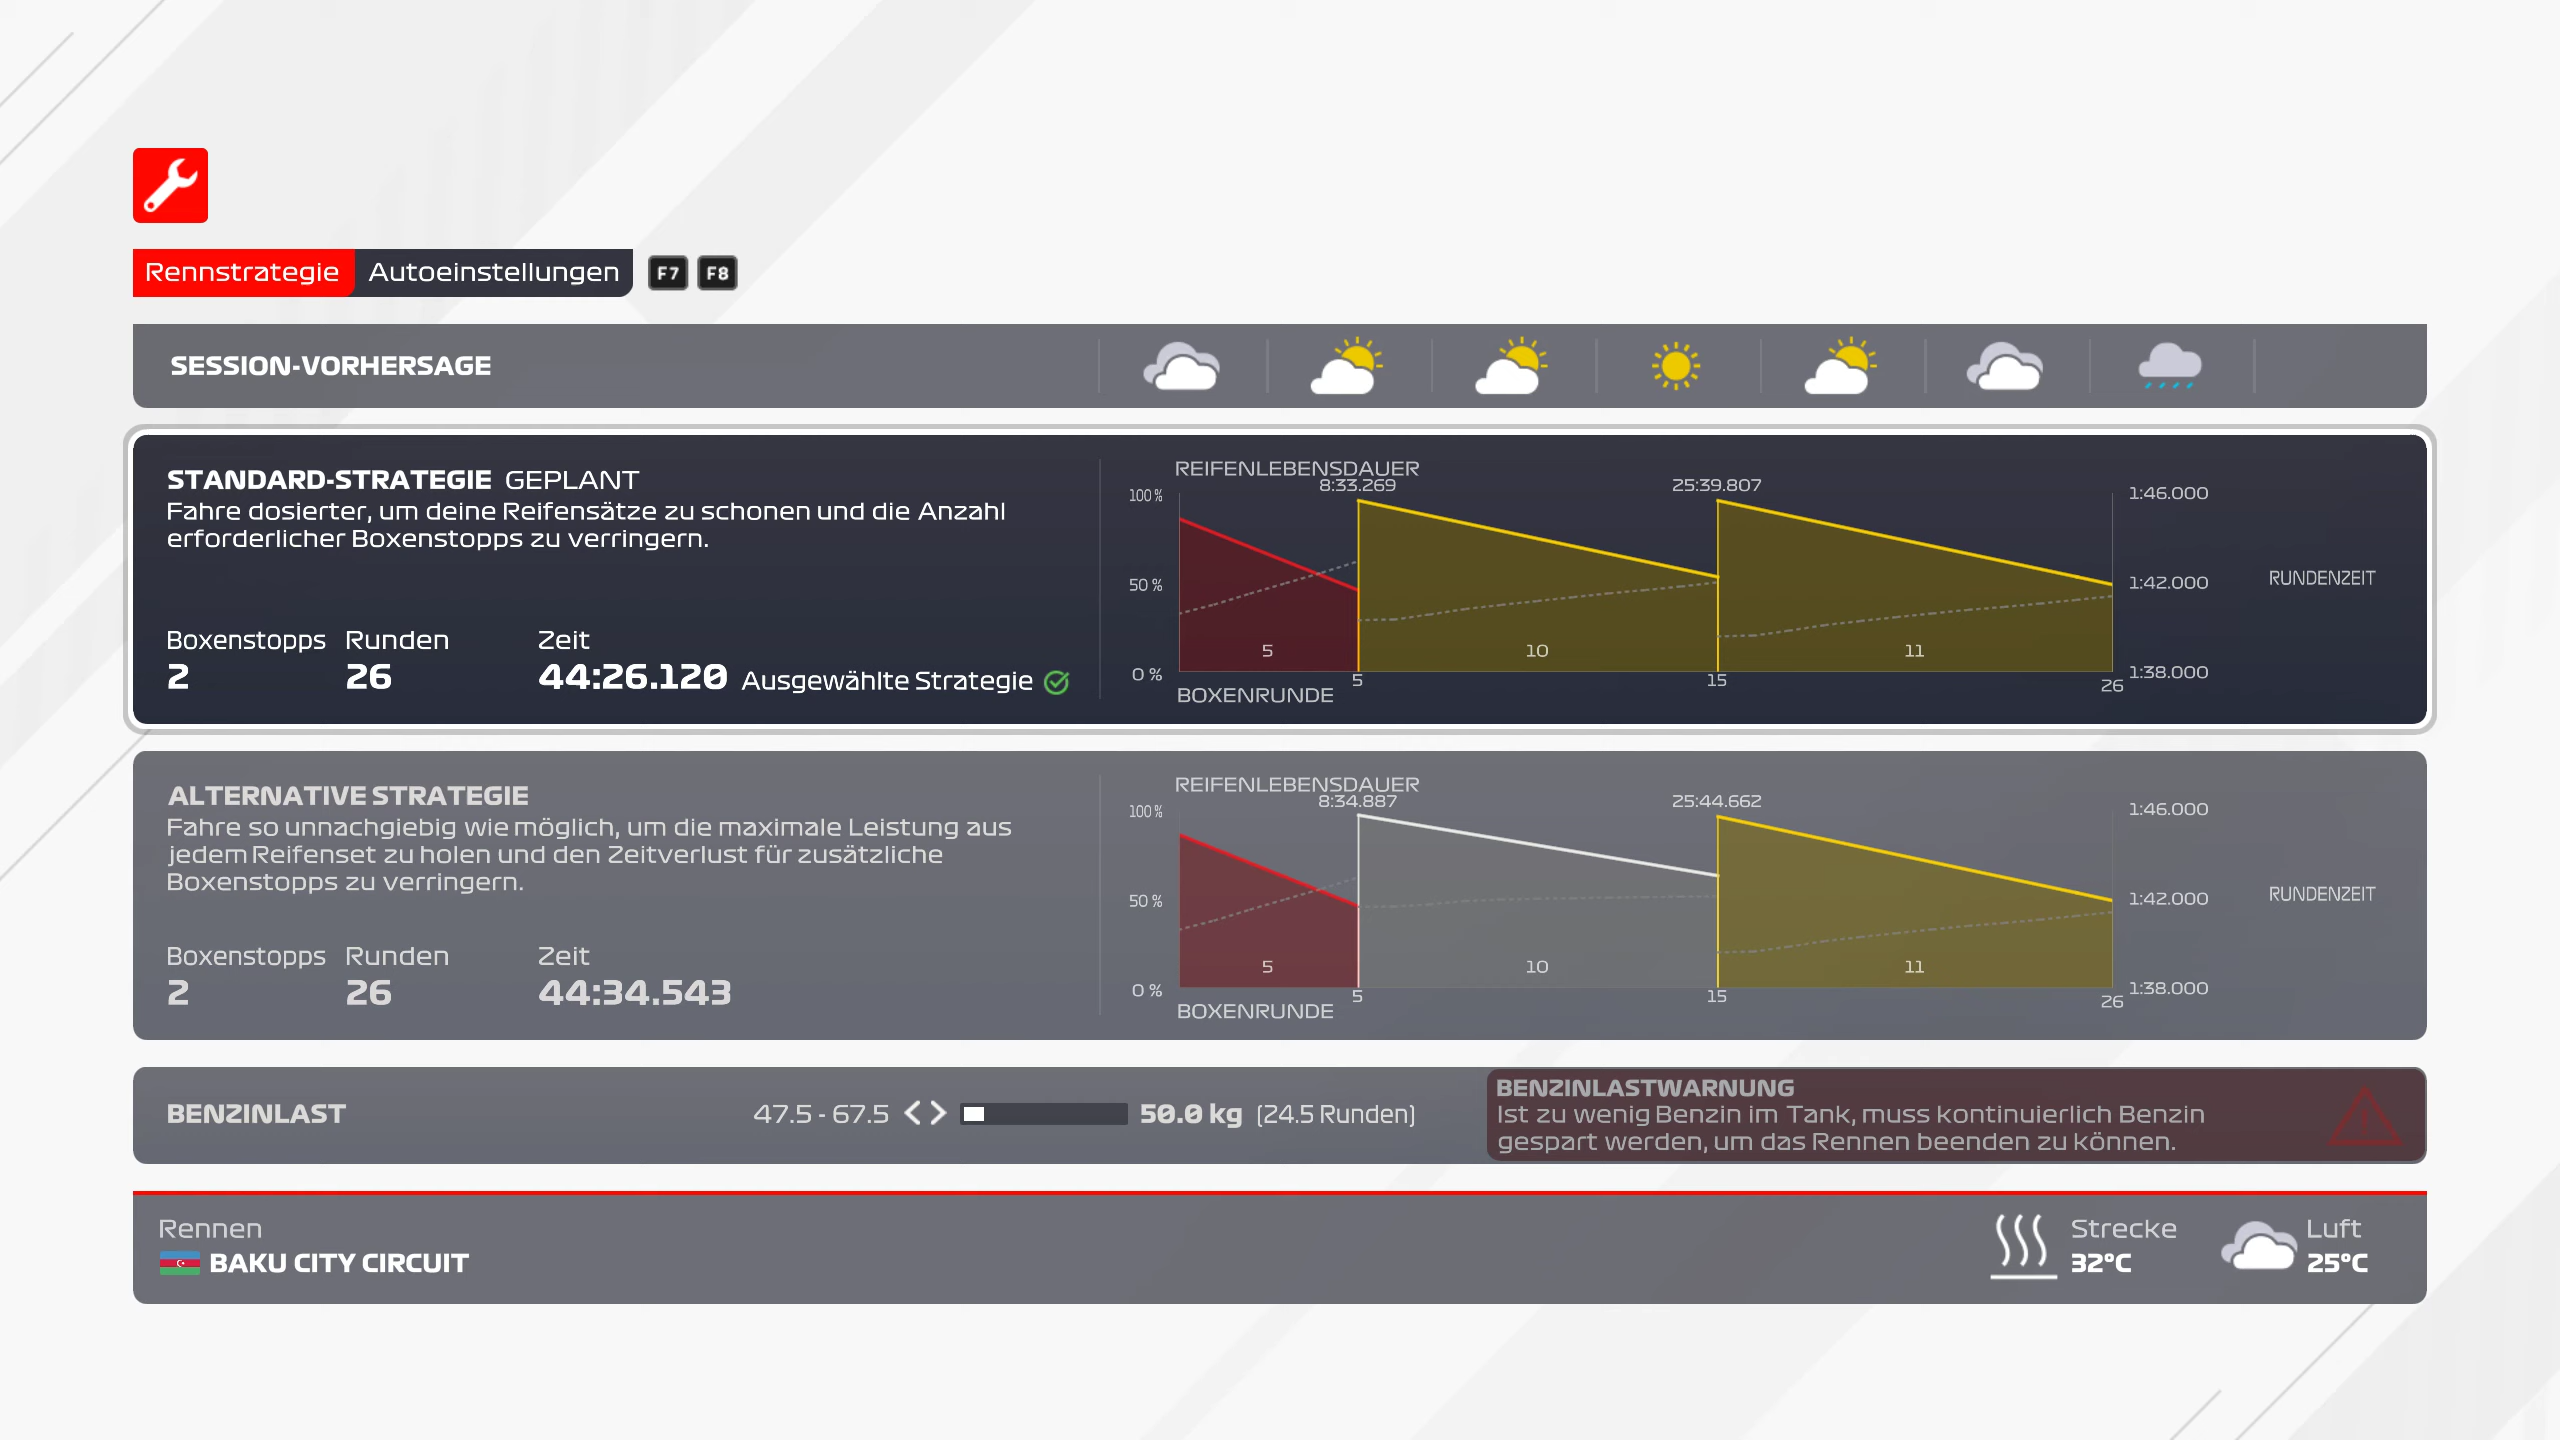 Rennstrategie Autoeinstellungen F7 F8
SESSION-VORHERSAGE
STANDARD-STRATEGIE GEPLANT
Fahre dosierter, um deine Reifensätze zu schonen und die Anzahl
erforderlicher Boxenstopps zu verringern.
Boxenstopps Runden Zeit
2 26 44:26.120 Ausgewählte Strategie
REIFENLEBENSDAUER
8:33.269 25:39.807
100 % 1:46.000
50 % 1:42.000 RUNDENZEIT
5 10 11
0 % 5 15 26 1:38.000
BOXENRUNDE
ALTERNATIVE STRATEGIE
Fahre so unnachgiebig wie möglich, um die maximale Leistung aus
jedem Reifenset zu holen und den Zeitverlust für zusätzliche
Boxenstopps zu verringern.
Boxenstopps Runden Zeit
2 26 44:34.543
REIFENLEBENSDAUER
8:34.887 25:44.662
100 % 1:46.000
50 % 1:42.000 RUNDENZEIT
5 10 11
0 % 5 15 26 1:38.000
BOXENRUNDE
BENZINLAST 47.5 - 67.5 50.0 kg (24.5 Runden)
BENZINLASTWARNUNG
Ist zu wenig Benzin im Tank, muss kontinuierlich Benzin
gespart werden, um das Rennen beenden zu können.
Rennen
BAKU CITY CIRCUIT
Strecke
32°C
Luft
25°C